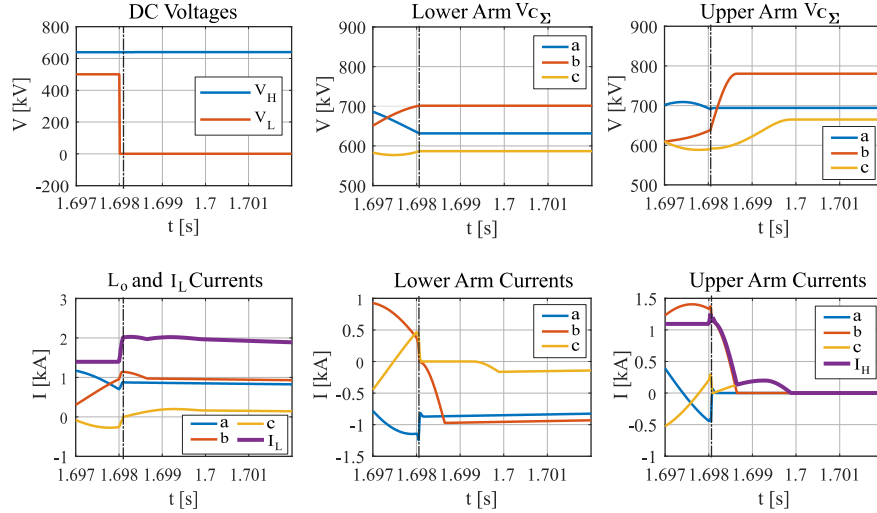 DC Voltages
V [kV]
800
600
400
200
0
-200
V_H
V_L
1.697 1.698 1.699 1.7 1.701
t [s]
Lower Arm Vc_Σ
V [kV]
900
800
700
600
500
a
b
c
1.697 1.698 1.699 1.7 1.701
t [s]
Upper Arm Vc_Σ
V [kV]
900
800
700
600
500
a
b
c
1.697 1.698 1.699 1.7 1.701
t [s]
L_o and I_L Currents
I [kA]
3
2
1
0
-1
a c
b I_L
1.697 1.698 1.699 1.7 1.701
t [s]
Lower Arm Currents
I [kA]
1
0.5
0
-0.5
-1
-1.5
a
b
c
1.697 1.698 1.699 1.7 1.701
t [s]
Upper Arm Currents
I [kA]
1.5
1
0.5
0
-0.5
-1
a
b
c
I_H
1.697 1.698 1.699 1.7 1.701
t [s]